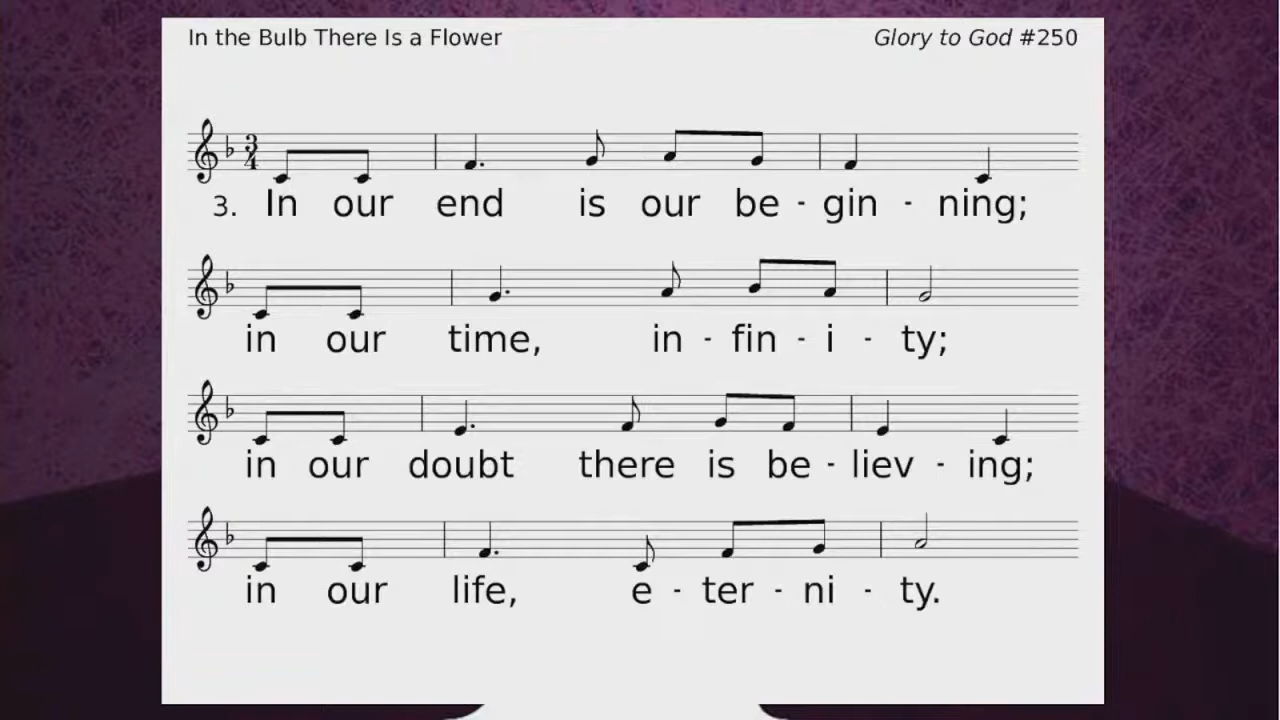 In the Bulb There Is a Flower
Glory to God #250
3. In our end is our be - gin - ning;
in our time, in - fin - i - ty;
in our doubt there is be - liev - ing;
in our life, e - ter - ni - ty.